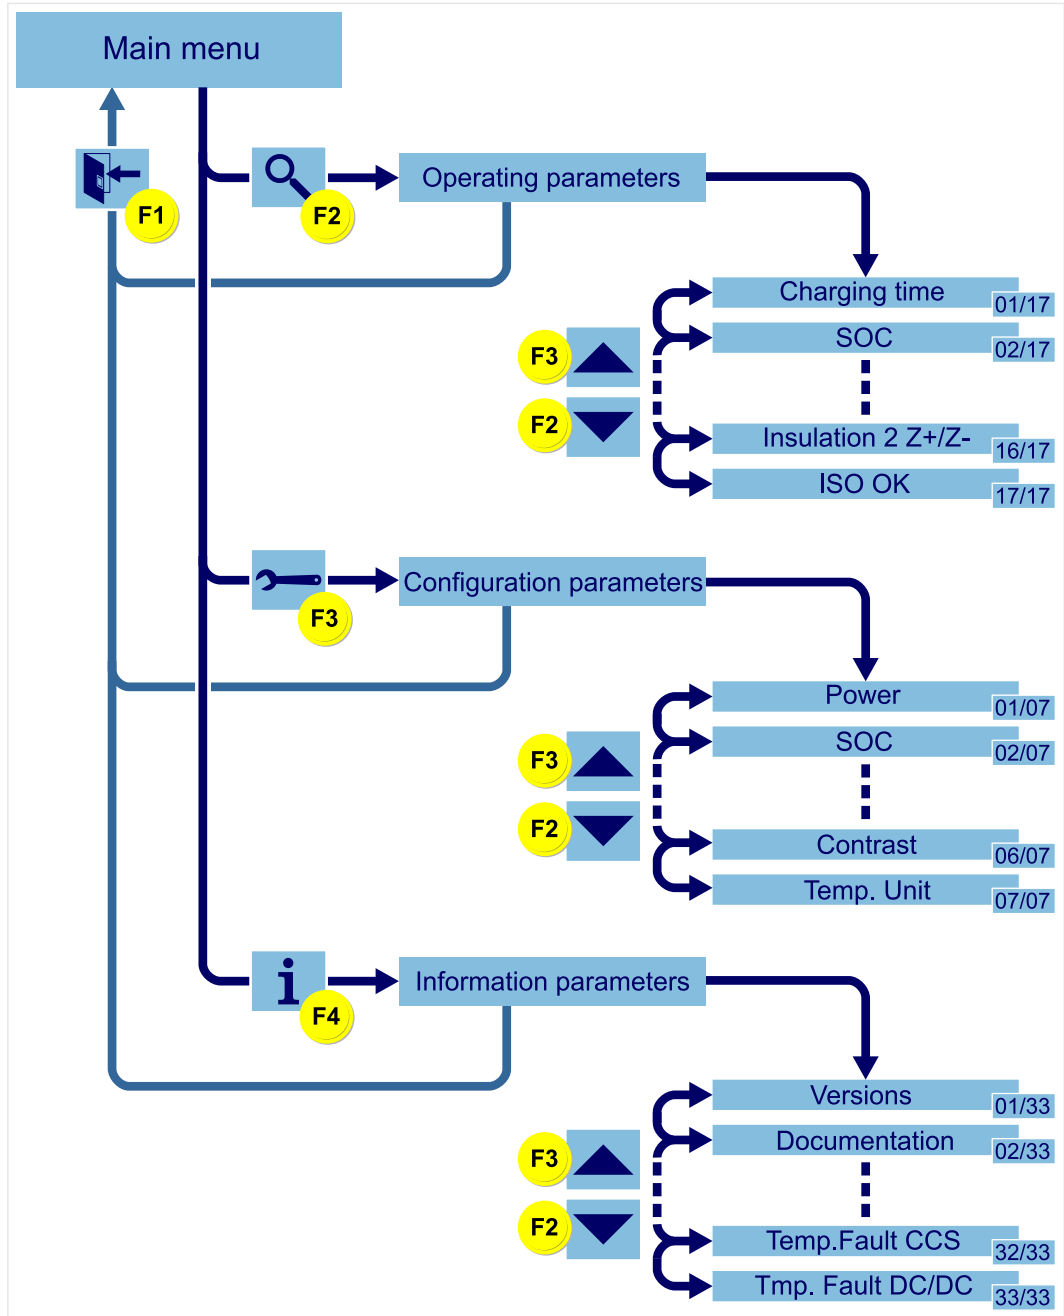 Main menu
F1
F2
Operating parameters
Charging time
01/17
SOC
02/17
F3
F2
Insulation 2 Z+/Z-
16/17
ISO OK
17/17
F3
Configuration parameters
Power
01/07
SOC
02/07
F3
F2
Contrast
06/07
Temp. Unit
07/07
i
F4
Information parameters
Versions
01/33
Documentation
02/33
F3
F2
Temp.Fault CCS
32/33
Tmp. Fault DC/DC
33/33